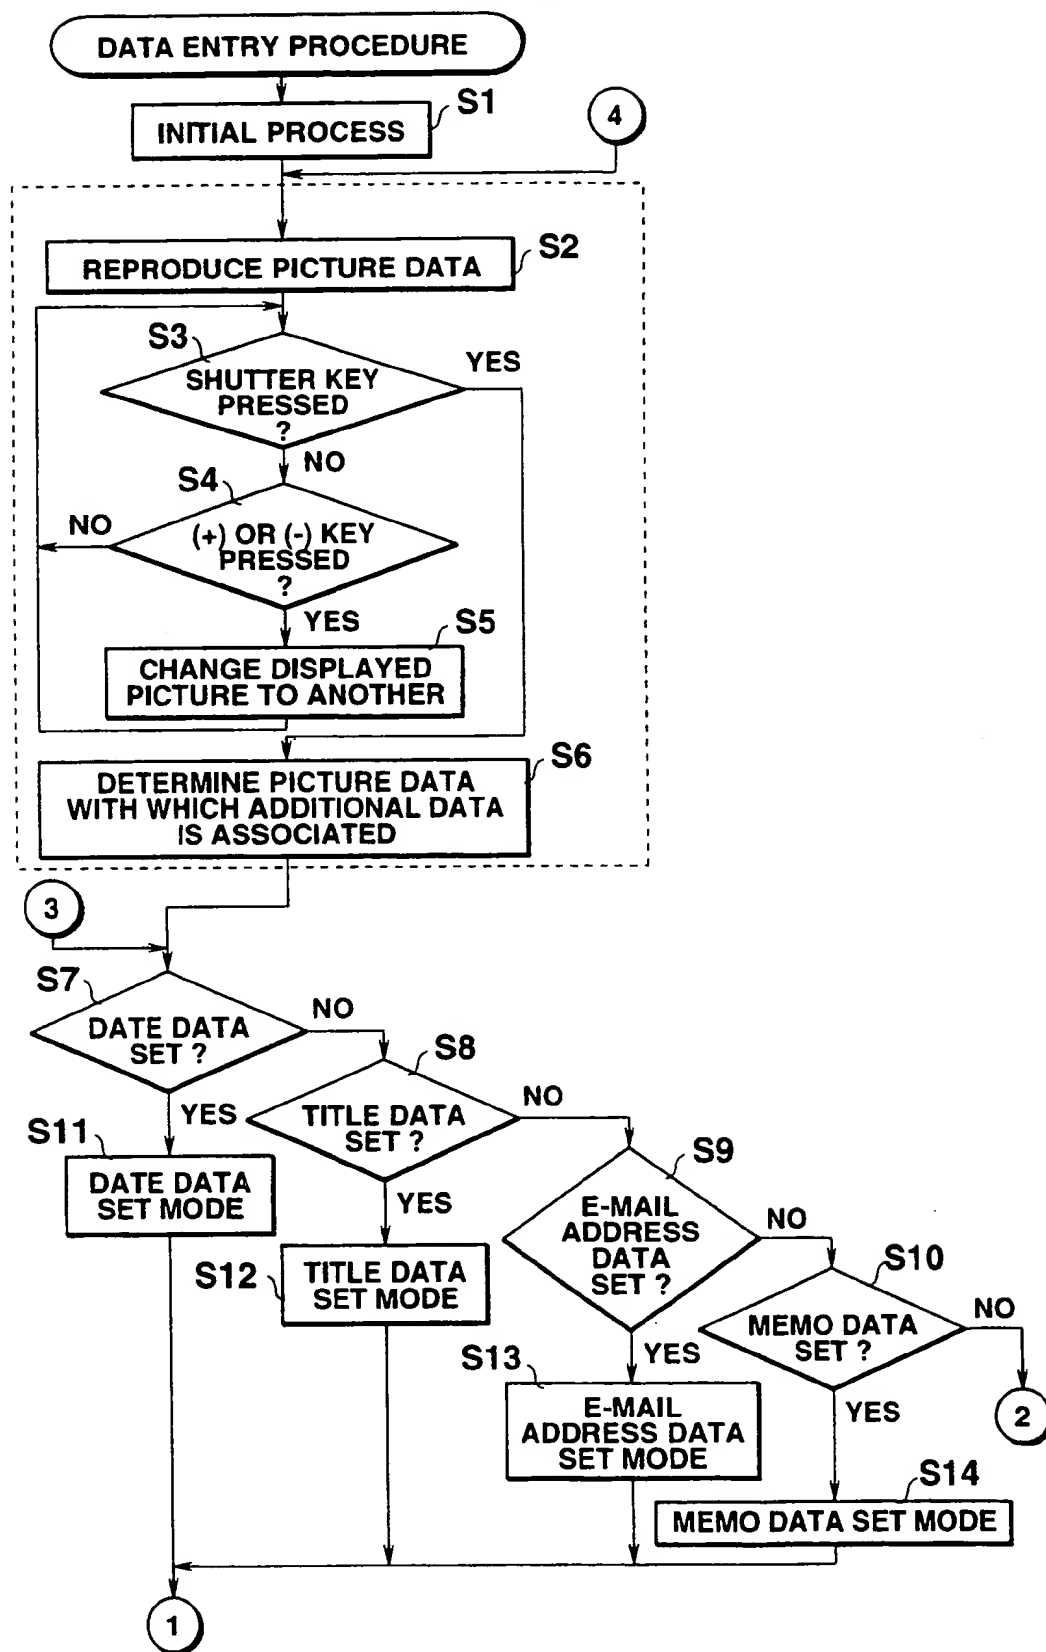 DATA ENTRY PROCEDURE
S1
INITIAL PROCESS
4
S2
REPRODUCE PICTURE DATA
S3
YES
SHUTTER KEY
PRESSED
?
NO
S4
NO
(+) OR (-) KEY
PRESSED
?
YES
S5
CHANGE DISPLAYED
PICTURE TO ANOTHER
S6
DETERMINE PICTURE DATA
WITH WHICH ADDITIONAL DATA
IS ASSOCIATED
3
S7
NO
DATE DATA
SET ?
YES
S8
NO
TITLE DATA
SET ?
YES
S11
DATE DATA
SET MODE
S9
E-MAIL
ADDRESS
DATA
SET ?
NO
YES
S12
TITLE DATA
SET MODE
S10
NO
MEMO DATA
SET ?
YES
2
S13
E-MAIL
ADDRESS DATA
SET MODE
S14
MEMO DATA SET MODE
1